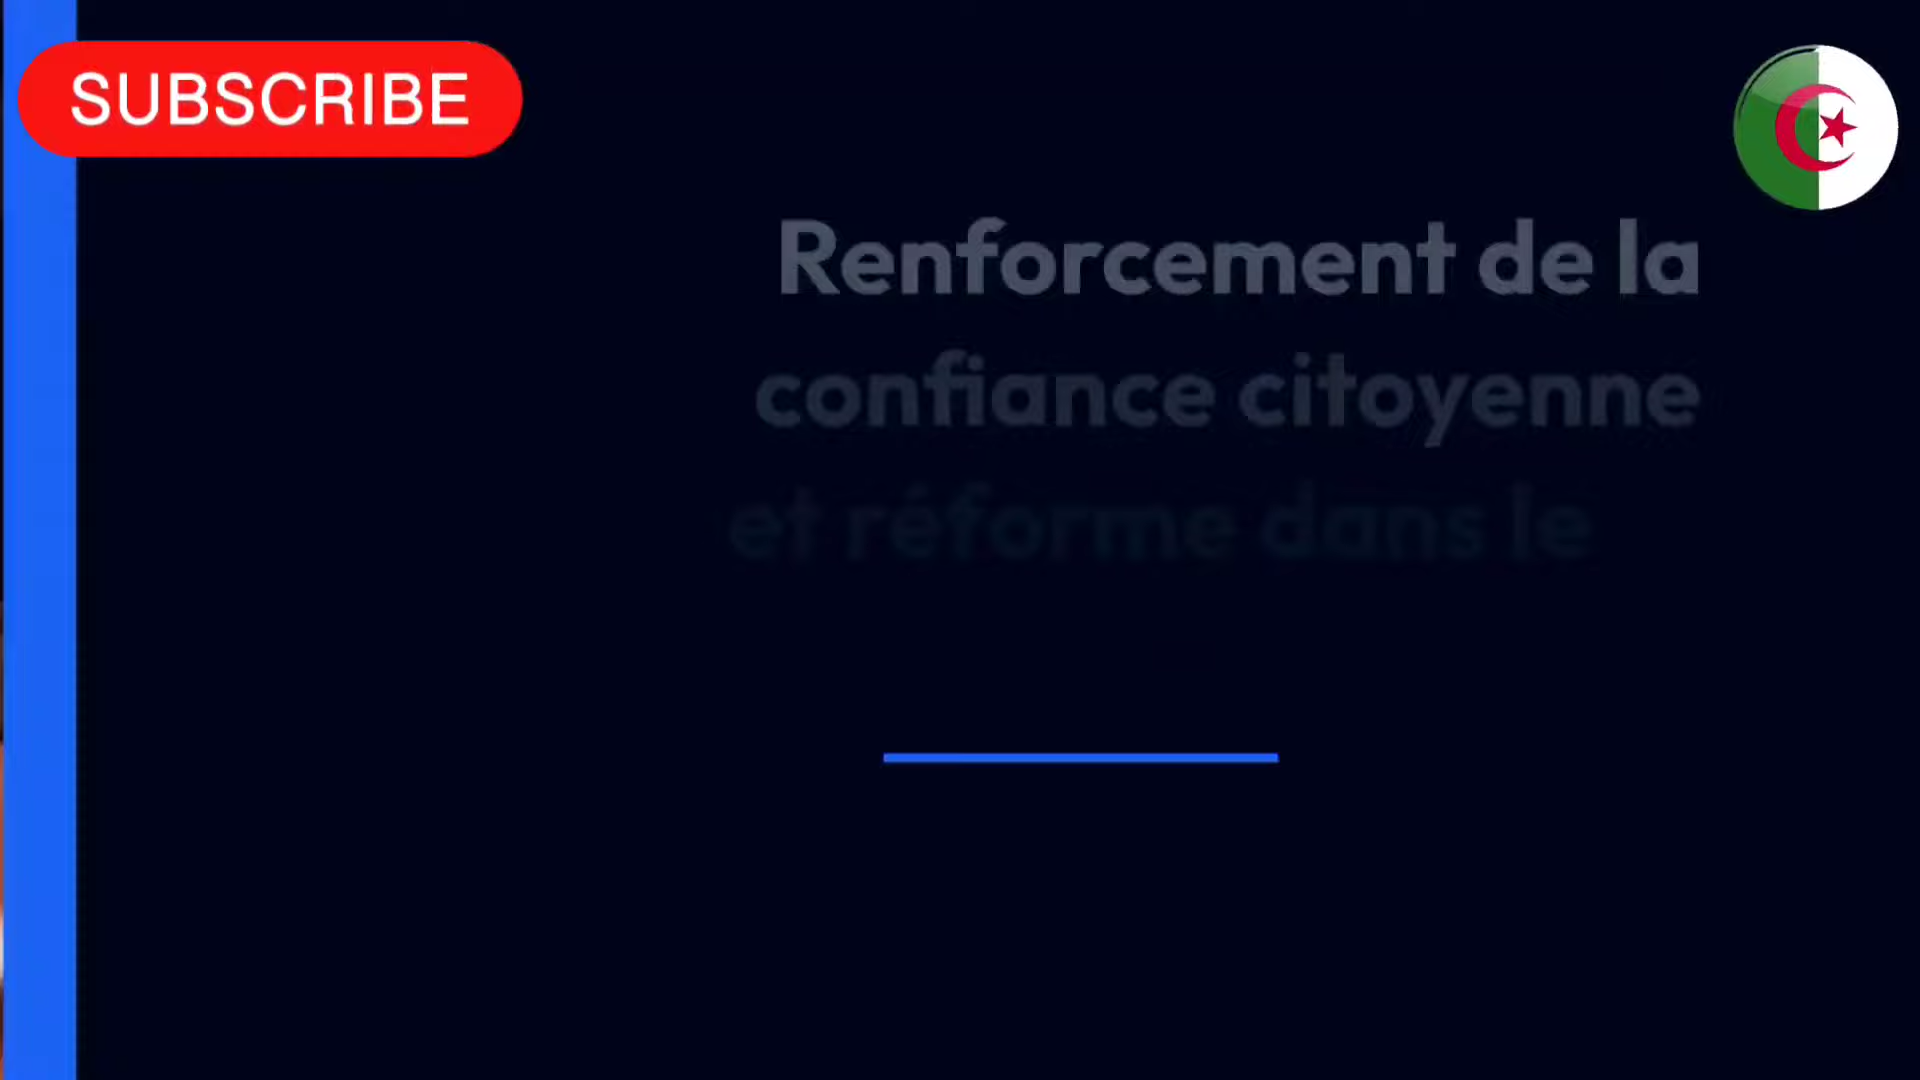 SUBSCRIBE
Renforcement de la
confiance citoyenne
et réforme dans le